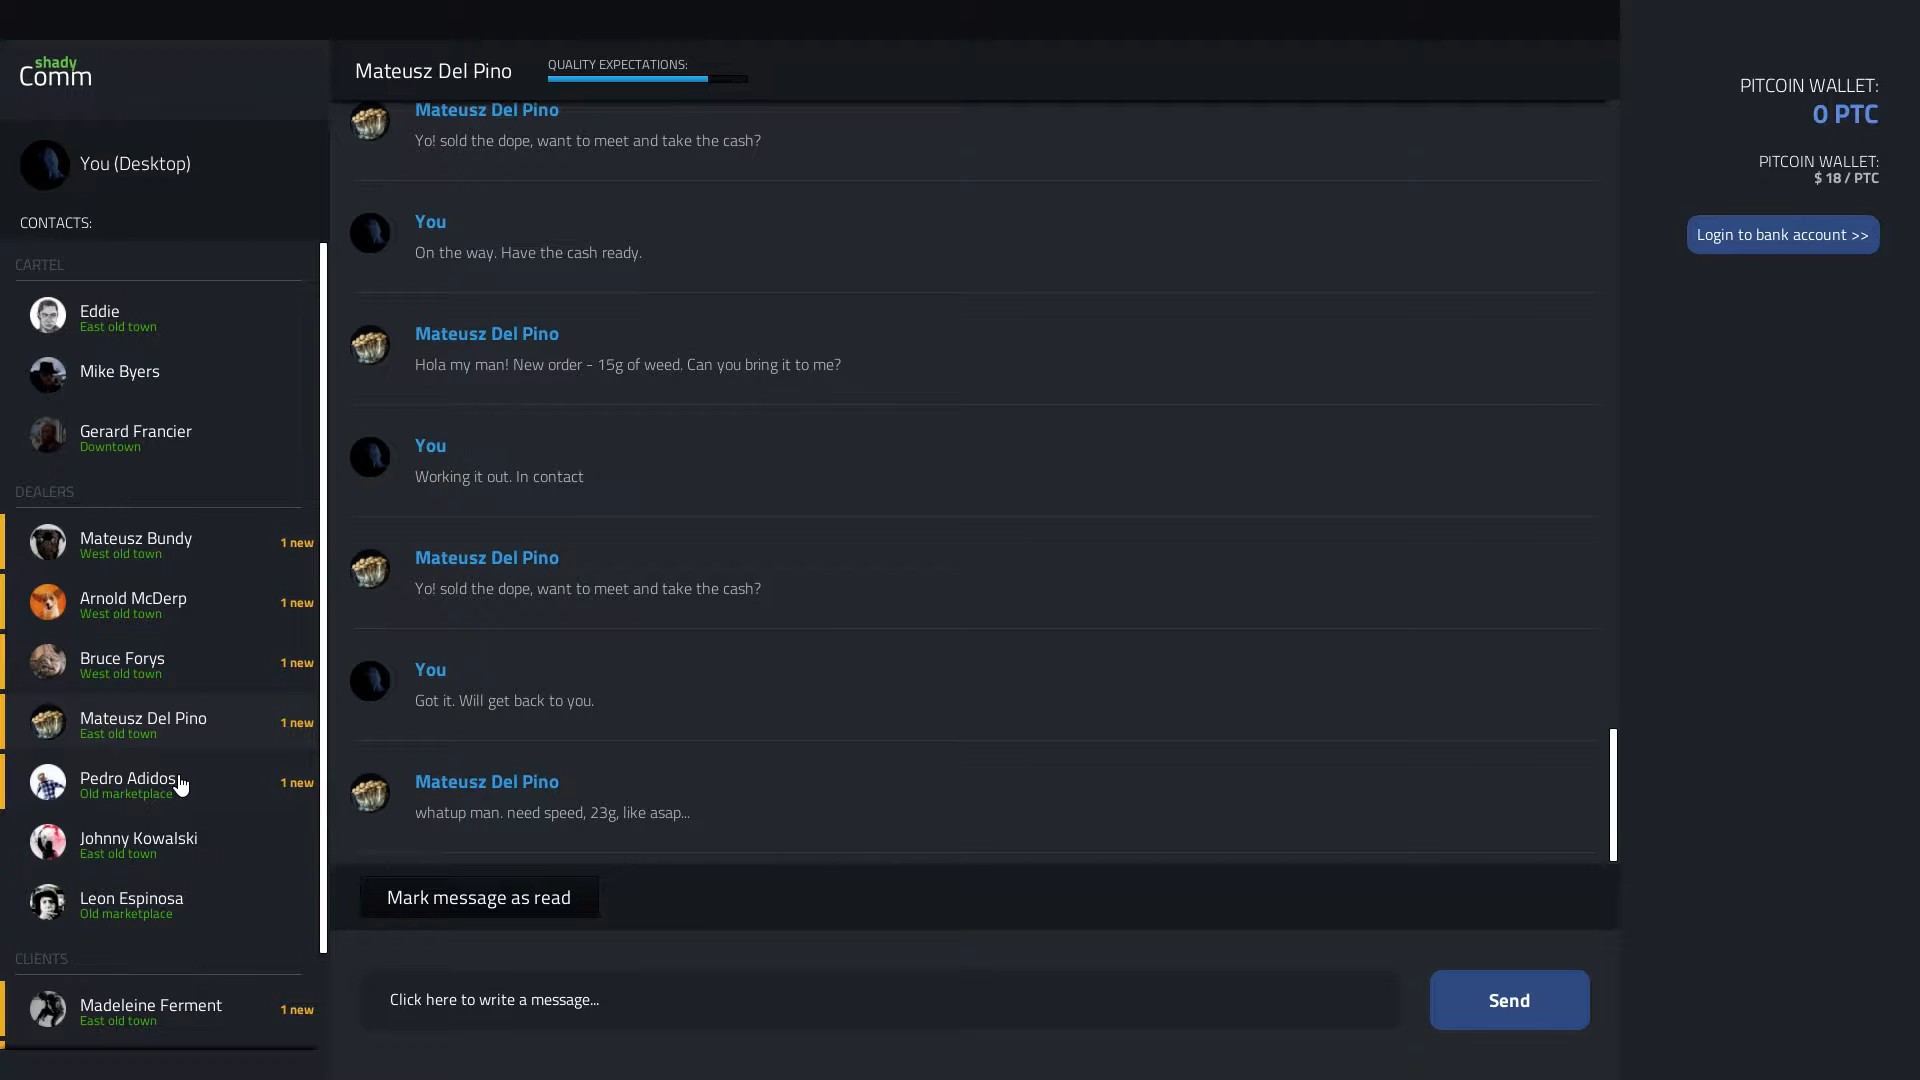 shady
Comm
You (Desktop)
CONTACTS:
CARTEL
Eddie
East old town
Mike Byers
Gerard Francier
Downtown
DEALERS
Mateusz Bundy
West old town
1 new
Arnold McDerp
West old town
1 new
Bruce Forys
West old town
1 new
Mateusz Del Pino
East old town
1 new
Pedro Adidos
Old marketplace
1 new
Johnny Kowalski
East old town
Leon Espinosa
Old marketplace
CLIENTS
Madeleine Ferment
East old town
1 new
Mateusz Del Pino
QUALITY EXPECTATIONS:
Mateusz Del Pino
Yo! sold the dope, want to meet and take the cash?
You
On the way. Have the cash ready.
Mateusz Del Pino
Hola my man! New order - 15g of weed. Can you bring it to me?
You
Working it out. In contact
Mateusz Del Pino
Yo! sold the dope, want to meet and take the cash?
You
Got it. Will get back to you.
Mateusz Del Pino
whatup man. need speed, 23g, like asap...
Mark message as read
Click here to write a message...
Send
PITCOIN WALLET:
0 PTC
PITCOIN WALLET:
$ 18 / PTC
Login to bank account >>